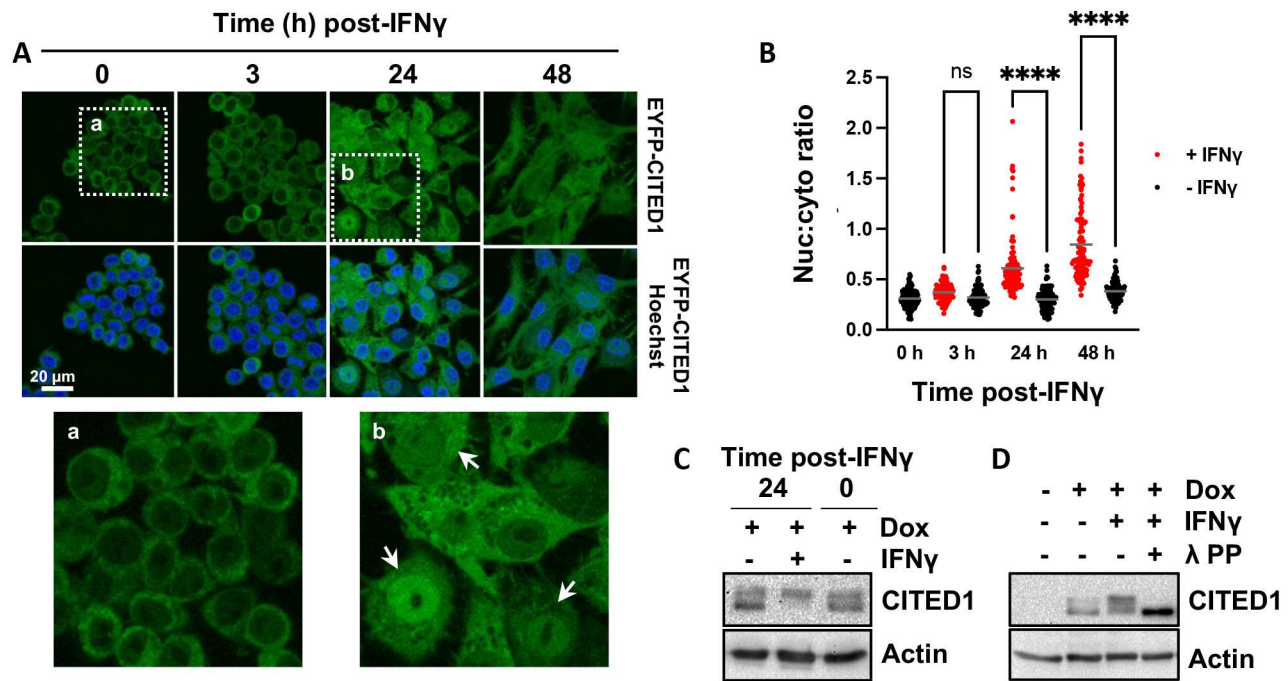 Time (h) post-IFNγ
A
0 3 24 48
a
b
EYFP-CITED1
EYFP-CITED1
Hoechst
20 µm
a
b
B
Nuc:cyto ratio
2.5
2.0
1.5
1.0
0.5
0.0
ns
****
****
0 h 3 h 24 h 48 h
Time post-IFNγ
+ IFNγ
- IFNγ
C
Time post-IFNγ
24 0
+ + + Dox
- + - IFNγ
CITED1
Actin
D
- + + + Dox
- - + + IFNγ
- - - + λ PP
CITED1
Actin